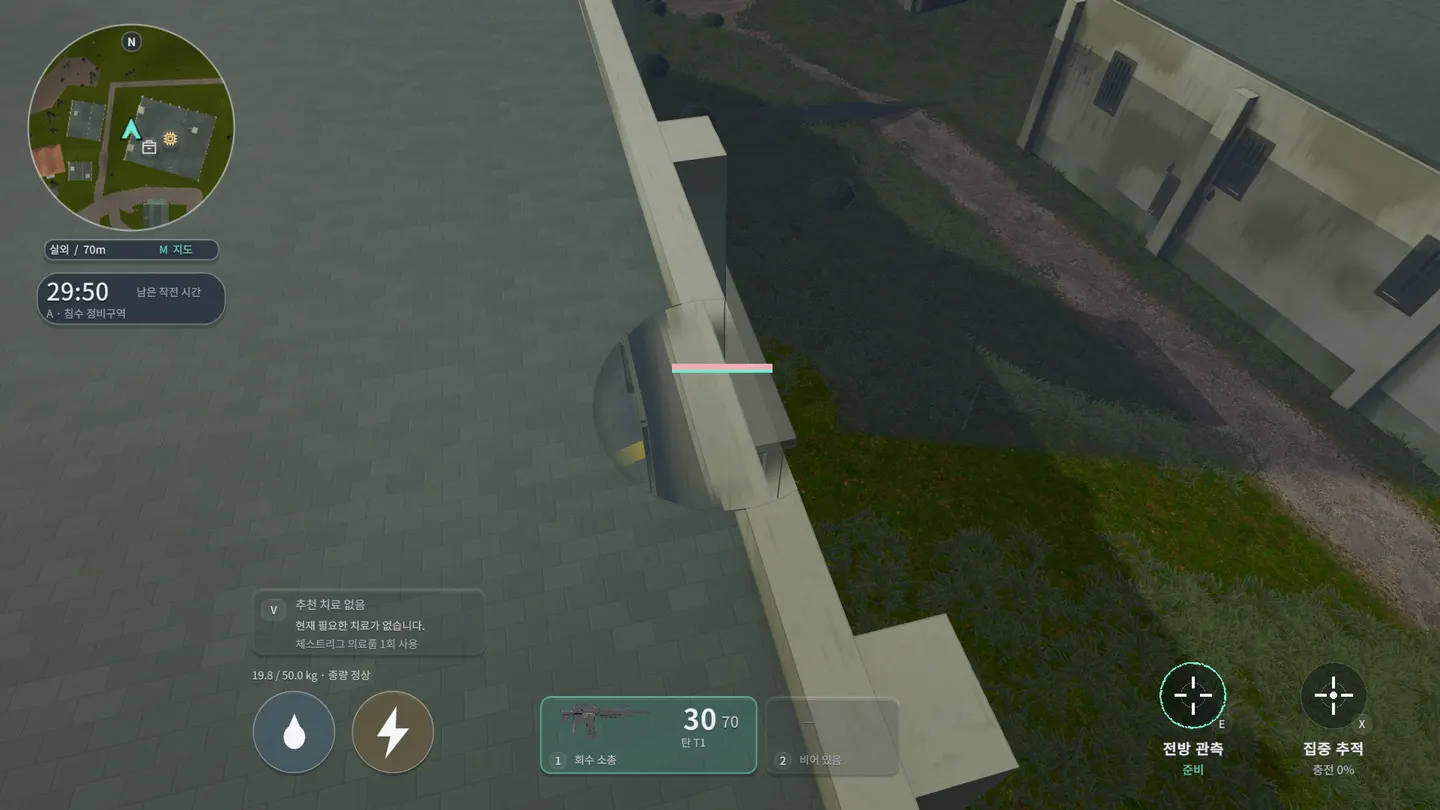 N
실외 / 70m
M 지도
29:50
남은 작전 시간
A · 침수 정비구역
V
추천 치료 없음
현재 필요한 치료가 없습니다.
체스트리그 의료품 1회 사용
19.8 / 50.0 kg · 중량 정상
30 70
탄 T1
1 회수 소총
2 비어 있음
E
전방 관측
준비
X
집중 추적
충전 0%